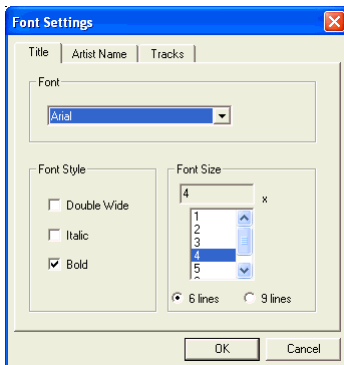 Font Settings
Title Artist Name Tracks
Font
Arial
Font Style
Double Wide
Italic
Bold
Font Size
4 x
1
2
3
4
5
6 lines 9 lines
OK Cancel